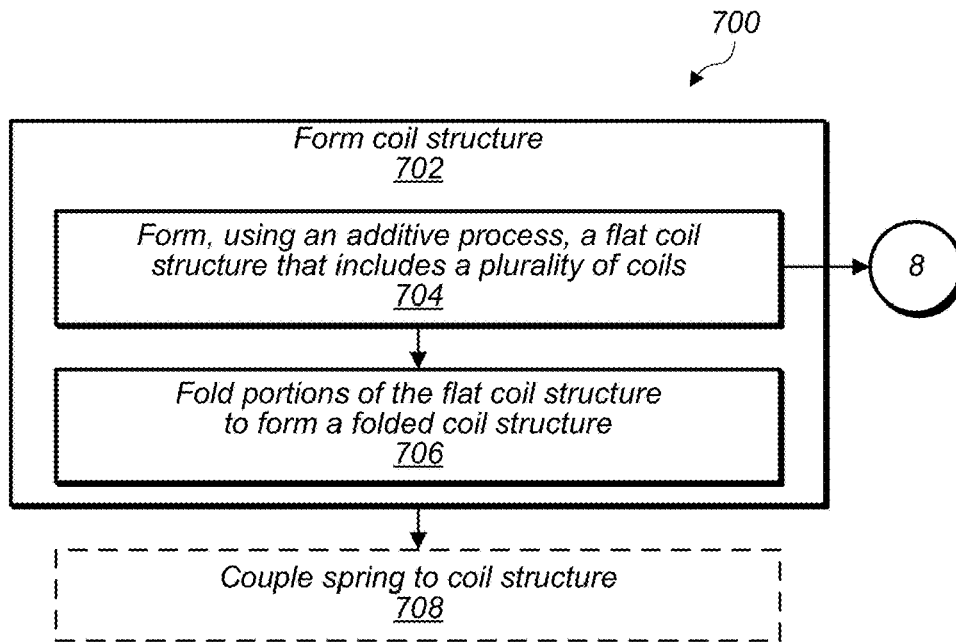 700
Form coil structure
702
Form, using an additive process, a flat coil
structure that includes a plurality of coils
704
8
Fold portions of the flat coil structure
to form a folded coil structure
706
Couple spring to coil structure
708